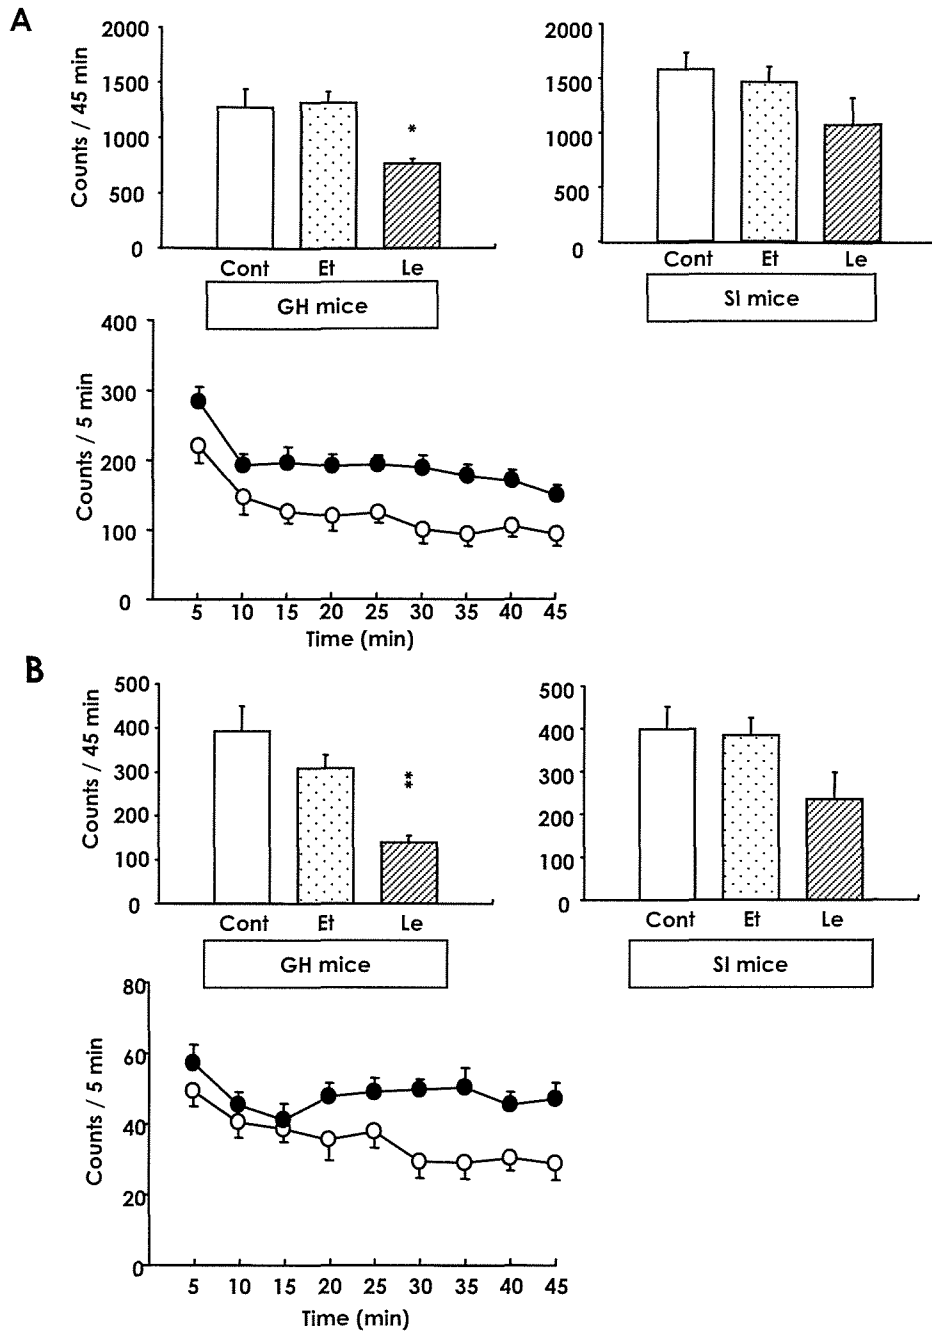 A
Counts / 45 min
2000
1500
1000
500
0
*
Cont Et Le
GH mice
2000
1500
1000
500
0
Cont Et Le
SI mice
Counts / 5 min
400
300
200
100
0
5 10 15 20 25 30 35 40 45
Time (min)
B
Counts / 45 min
500
400
300
200
100
0
**
Cont Et Le
GH mice
500
400
300
200
100
0
Cont Et Le
SI mice
Counts / 5 min
80
60
40
20
0
5 10 15 20 25 30 35 40 45
Time (min)